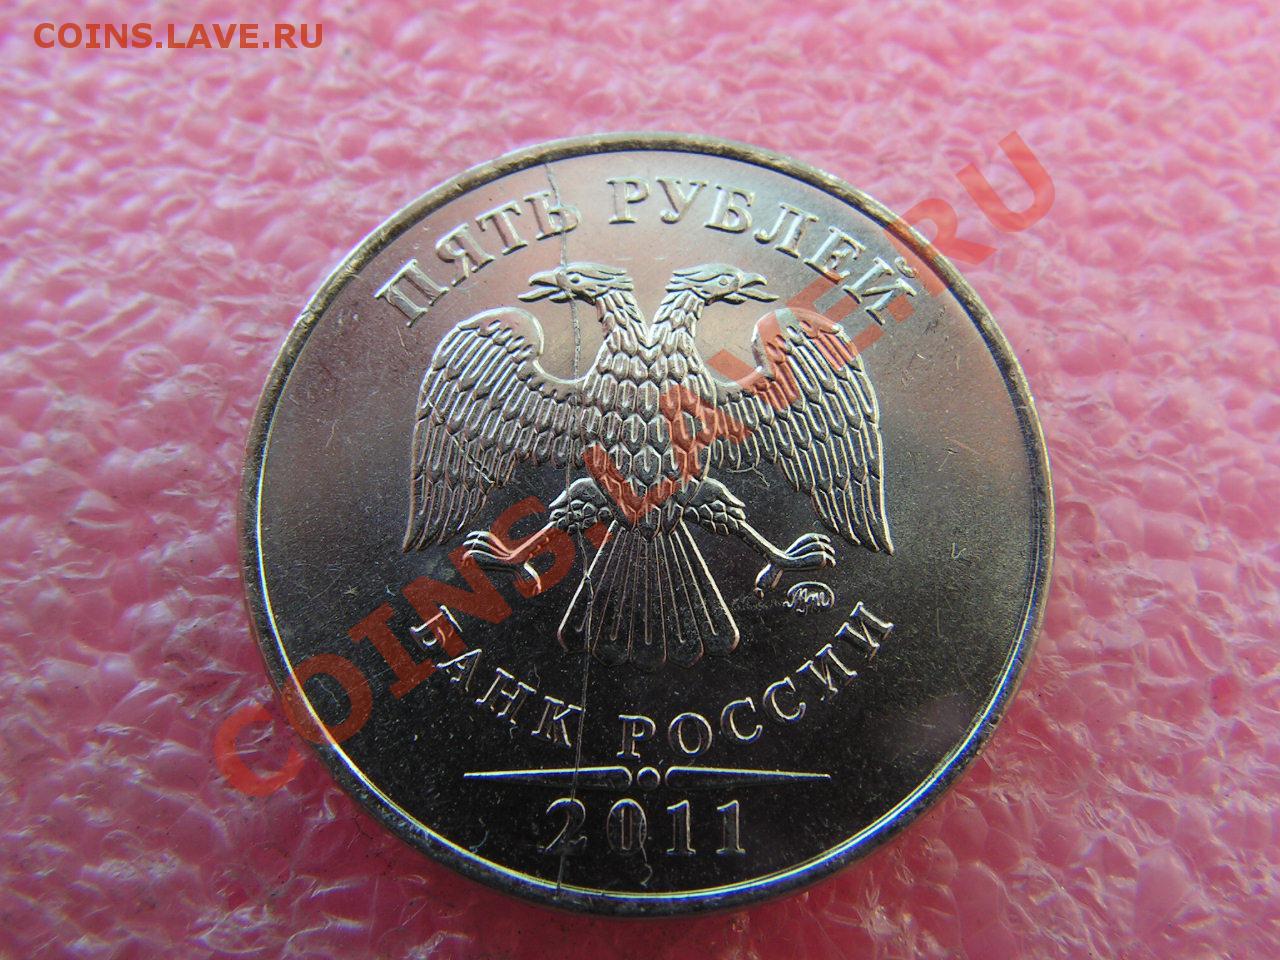 COINS.LAVE.RU
ПЯТЬ РУБЛЕЙ
COINS.LAVE.RU
ММД
БАНК РОССИИ
2011